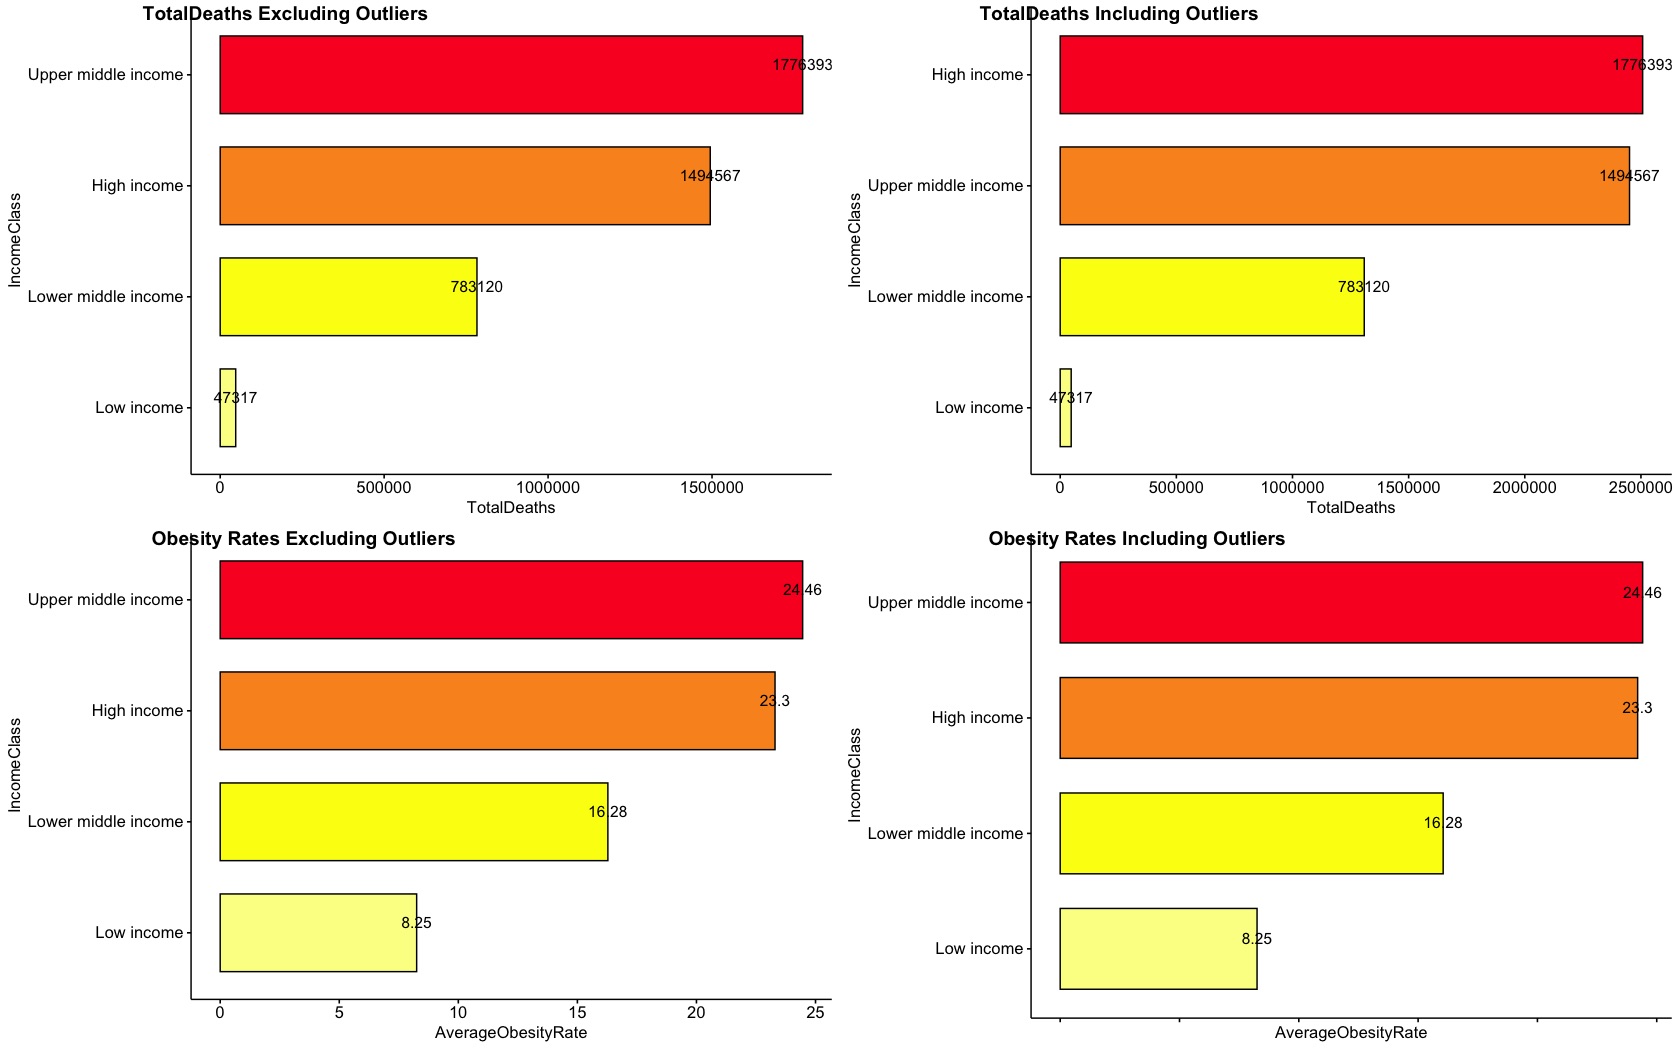 TotalDeaths Excluding Outliers
Upper middle income
1776393
High income
1494567
Lower middle income
783120
Low income
47317
IncomeClass
0 500000 1000000 1500000
TotalDeaths
TotalDeaths Including Outliers
High income
1776393
Upper middle income
1494567
Lower middle income
783120
Low income
47317
IncomeClass
0 500000 1000000 1500000 2000000 2500000
TotalDeaths
Obesity Rates Excluding Outliers
Upper middle income
24.46
High income
23.3
Lower middle income
16.28
Low income
8.25
IncomeClass
0 5 10 15 20 25
AverageObesityRate
Obesity Rates Including Outliers
Upper middle income
24.46
High income
23.3
Lower middle income
16.28
Low income
8.25
IncomeClass
AverageObesityRate